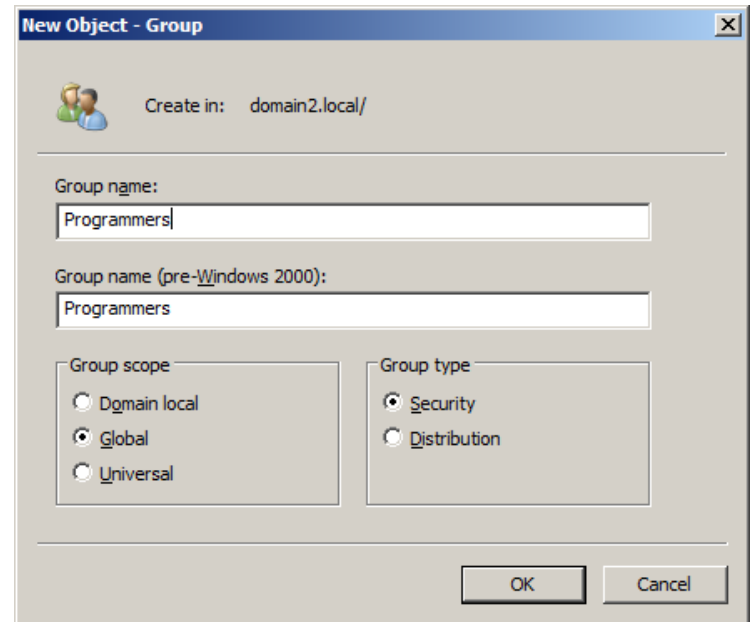 New Object - Group
Create in: domain2.local/
Group name:
Programmers
Group name (pre-Windows 2000):
Programmers
Group scope
Domain local
Global
Universal
Group type
Security
Distribution
OK
Cancel